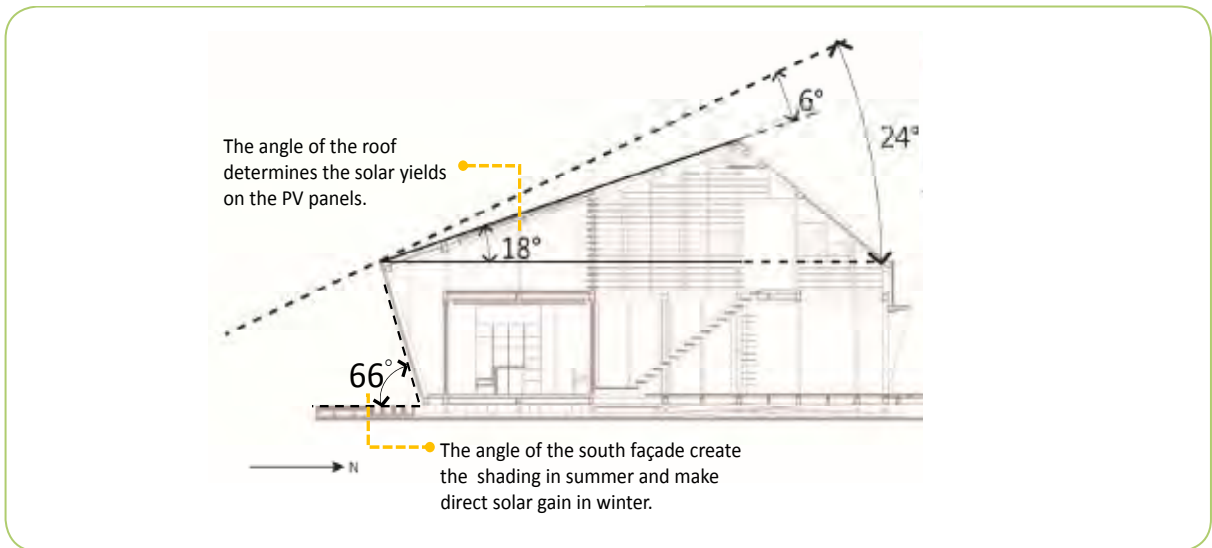 6°
24°
The angle of the roof
determines the solar yields
on the PV panels.
18°
66°
N
The angle of the south façade create
the shading in summer and make
direct solar gain in winter.